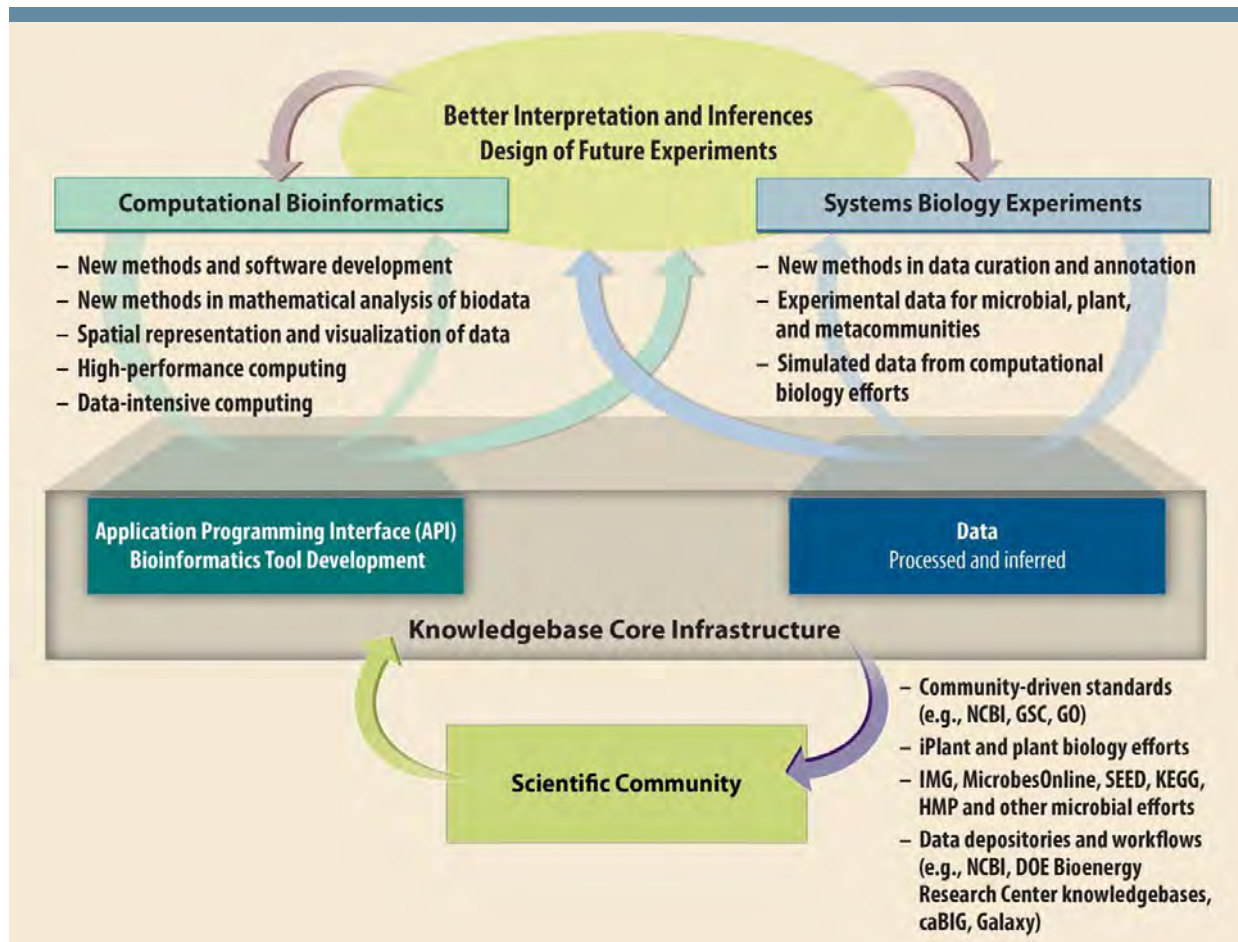 Better Interpretation and Inferences
Design of Future Experiments
Computational Bioinformatics
– New methods and software development
– New methods in mathematical analysis of biodata
– Spatial representation and visualization of data
– High-performance computing
– Data-intensive computing
Systems Biology Experiments
– New methods in data curation and annotation
– Experimental data for microbial, plant,
and metacommunities
– Simulated data from computational
biology efforts
Application Programming Interface (API)
Bioinformatics Tool Development
Data
Processed and inferred
Knowledgebase Core Infrastructure
Scientific Community
– Community-driven standards
(e.g., NCBI, GSC, GO)
– iPlant and plant biology efforts
– IMG, MicrobesOnline, SEED, KEGG,
HMP and other microbial efforts
– Data depositories and workflows
(e.g., NCBI, DOE Bioenergy
Research Center knowledgebases,
caBIG, Galaxy)